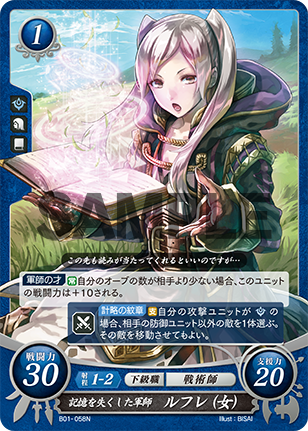 1
SAMPLE
この先も読みが当たってくれるといいのですが…
軍師の才 常 自分のオーブの数が相手より少ない場合、このユニット
の戦闘力は+10される。
計略の紋章 支 自分の攻撃ユニットが
の場合、相手の防御ユニット以外の敵を1体選ぶ。
その敵を移動させてもよい。
戦闘力
30
射程 1-2 下級職 戦術師
支援力
20
記憶を失くした軍師 ルフレ(女)
B01-058N
Illust:BISAI